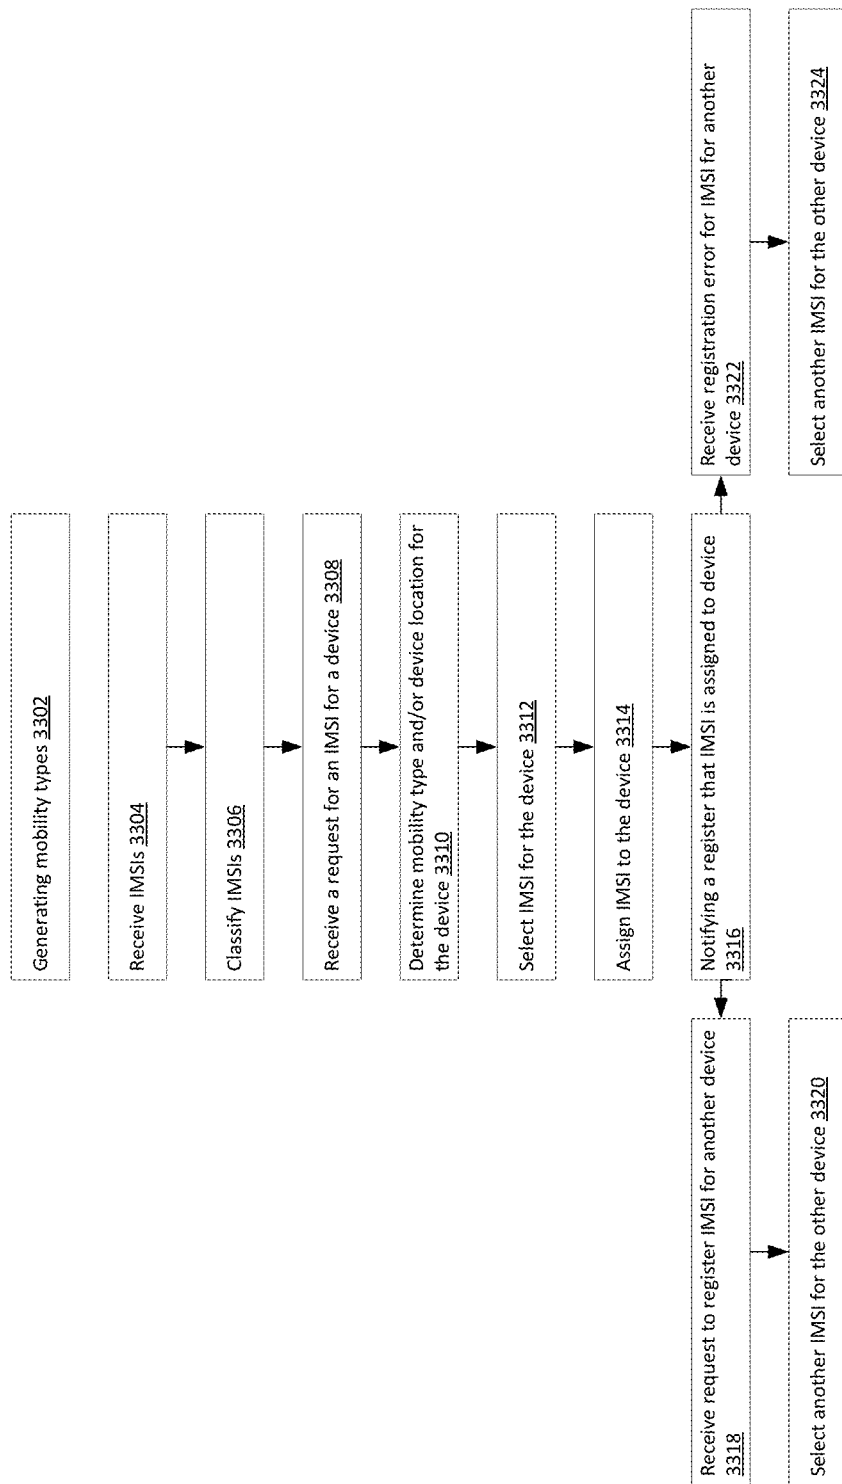 Generating mobility types 3302
Receive IMSIs 3304
Classify IMSIs 3306
Receive a request for an IMSI for a device 3308
Determine mobility type and/or device location for
the device 3310
Select IMSI for the device 3312
Assign IMSI to the device 3314
Notifying a register that IMSI is assigned to device
3316
Receive request to register IMSI for another device
3318
Select another IMSI for the other device 3320
Receive registration error for IMSI for another
device 3322
Select another IMSI for the other device 3324